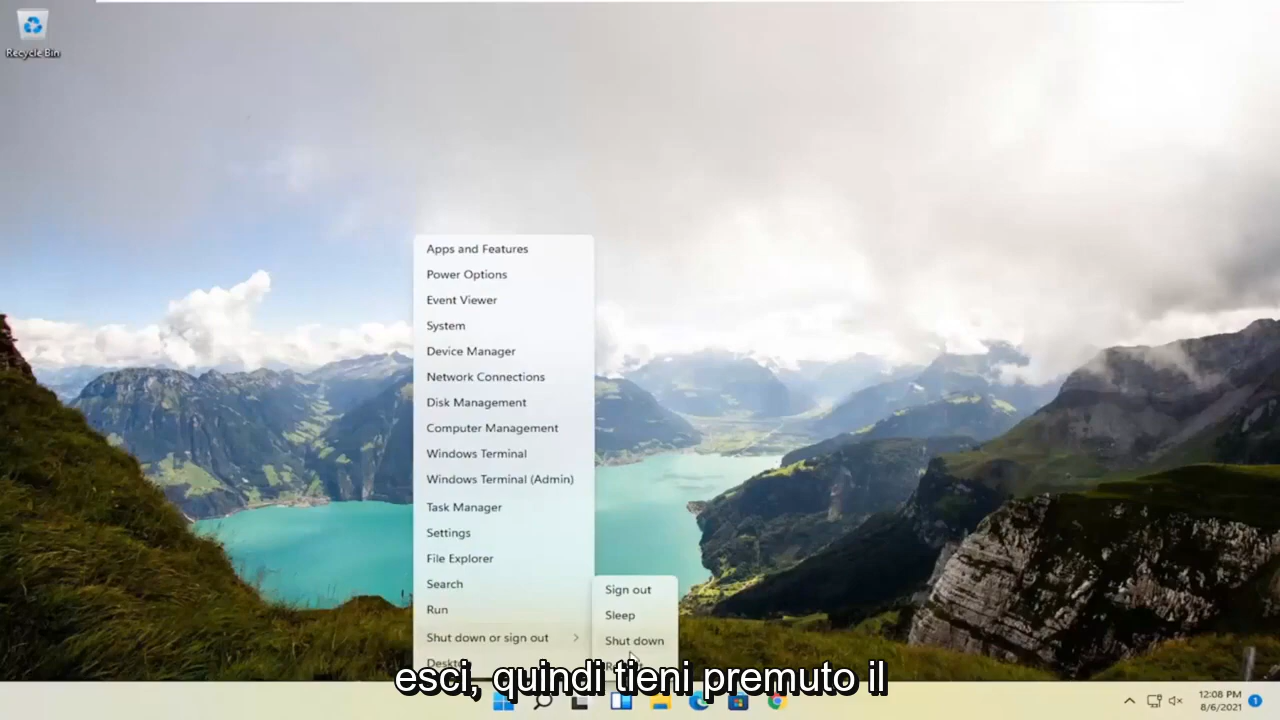 Recycle Bin
Apps and Features
Power Options
Event Viewer
System
Device Manager
Network Connections
Disk Management
Computer Management
Windows Terminal
Windows Terminal (Admin)
Task Manager
Settings
File Explorer
Search
Run
Shut down or sign out
Sign out
Sleep
Shut down
esci, quindi tieni premuto il
12:08 PM
8/6/2021
1